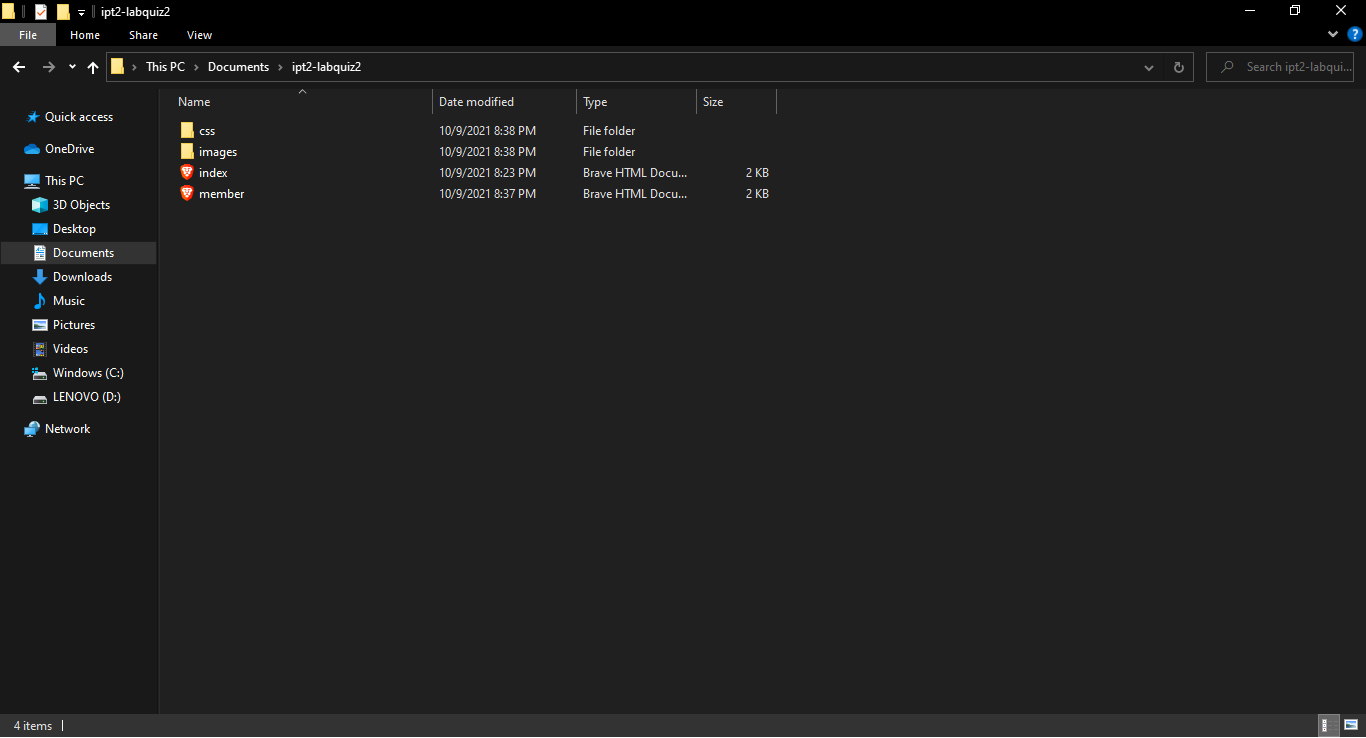 ipt2-labquiz2
File Home Share View
?
This PC Documents ipt2-labquiz2
Search ipt2-labqui...
Name Date modified Type Size
css 10/9/2021 8:38 PM File folder
images 10/9/2021 8:38 PM File folder
index 10/9/2021 8:23 PM Brave HTML Docu... 2 KB
member 10/9/2021 8:37 PM Brave HTML Docu... 2 KB
Quick access
OneDrive
This PC
3D Objects
Desktop
Documents
Downloads
Music
Pictures
Videos
Windows (C:)
LENOVO (D:)
Network
4 items